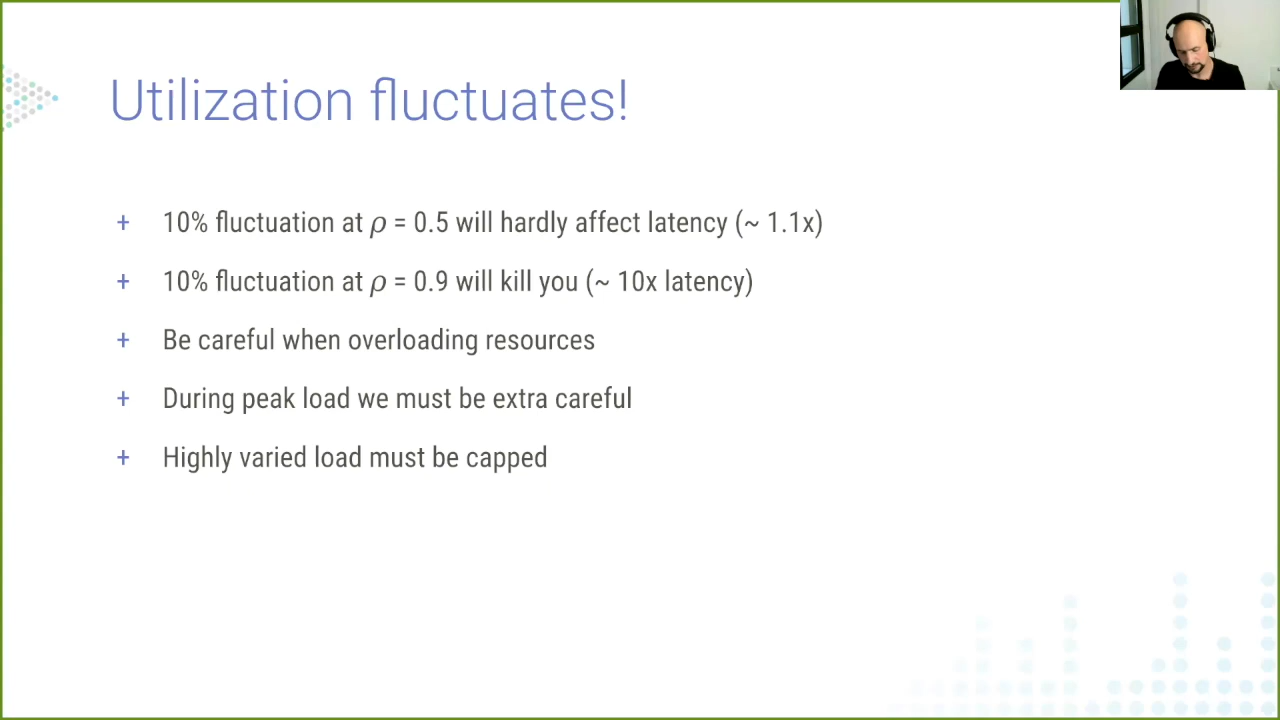 Utilization fluctuates!
+ 10% fluctuation at ρ = 0.5 will hardly affect latency (~ 1.1x)
+ 10% fluctuation at ρ = 0.9 will kill you (~ 10x latency)
+ Be careful when overloading resources
+ During peak load we must be extra careful
+ Highly varied load must be capped